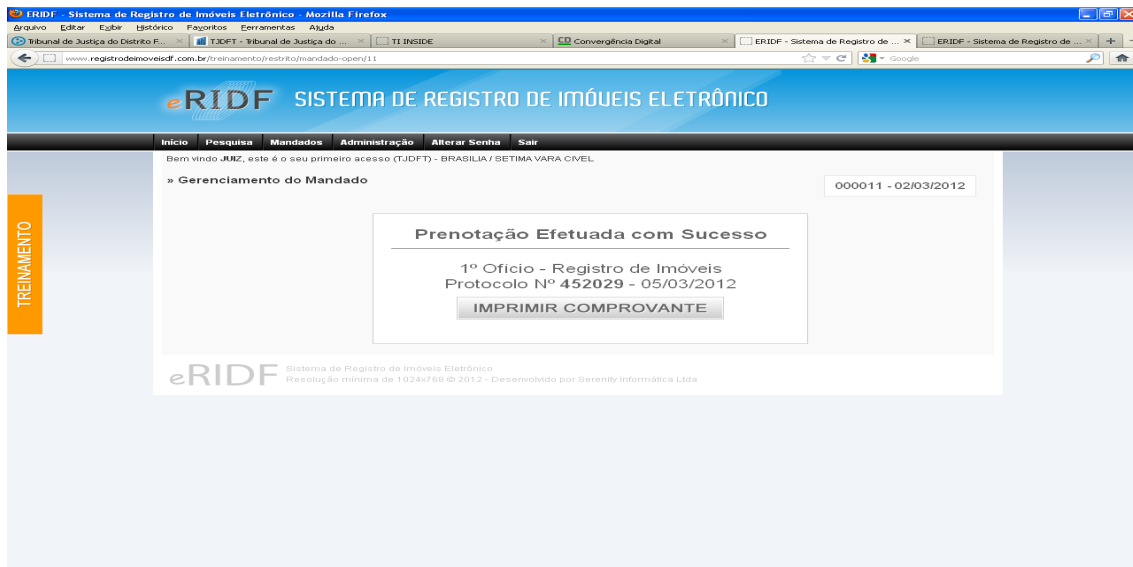 ERIDF - Sistema de Registro de Imóveis Eletrônico - Mozilla Firefox
Arquivo Editar Exibir Histórico Favoritos Ferramentas Ajuda
Tribunal de Justiça do Distrito F... TJDFT - Tribunal de Justiça do ... TI INSIDE Convergência Digital ERIDF - Sistema de Registro de ... ERIDF - Sistema de Registro de ...
www.registrodeimoveisdf.com.br/treinamento/restrito/mandado-open/11 Google
eRIDF SISTEMA DE REGISTRO DE IMÓVEIS ELETRÔNICO
Início Pesquisa Mandados Administração Alterar Senha Sair
Bem vindo JUIZ, este é o seu primeiro acesso (TJDFT) - BRASILIA / SETIMA VARA CIVEL
» Gerenciamento do Mandado
000011 - 02/03/2012
TREINAMENTO
Prenotação Efetuada com Sucesso
1º Ofício - Registro de Imóveis
Protocolo Nº 452029 - 05/03/2012
IMPRIMIR COMPROVANTE
eRIDF
Sistema de Registro de Imóveis Eletrônico
Resolução mínima de 1024x768 © 2012 - Desenvolvido por Serenity Informática Ltda